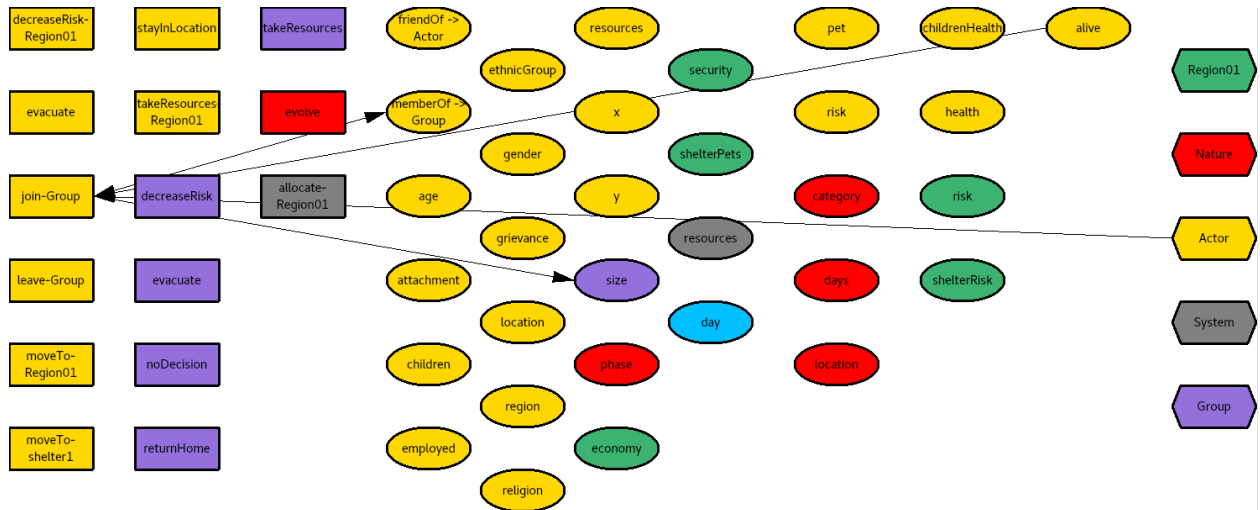 decreaseRisk-
Region01
stayInLocation
takeResources
friendOf ->
Actor
resources
pet
childrenHealth
alive
ethnicGroup
security
Region01
evacuate
takeResources-
Region01
evolve
memberOf ->
Group
x
risk
health
gender
shelterPets
Nature
join-Group
decreaseRisk
allocate-
Region01
age
y
category
risk
grievance
resources
Actor
leave-Group
evacuate
attachment
size
days
shelterRisk
location
day
System
moveTo-
Region01
noDecision
children
phase
location
region
Group
moveTo-
shelter1
returnHome
employed
economy
religion